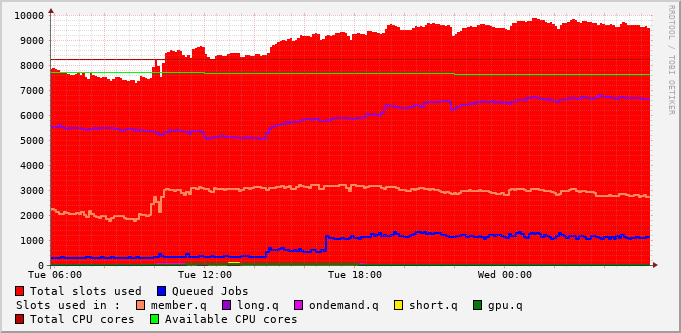 10000
9000
8000
7000
6000
5000
4000
3000
2000
1000
0
Tue 06:00 Tue 12:00 Tue 18:00 Wed 00:00
Total slots used Queued Jobs
Slots used in : member.q long.q ondemand.q short.q gpu.q
Total CPU cores Available CPU cores
RRDTOOL / TOBI OETIKER